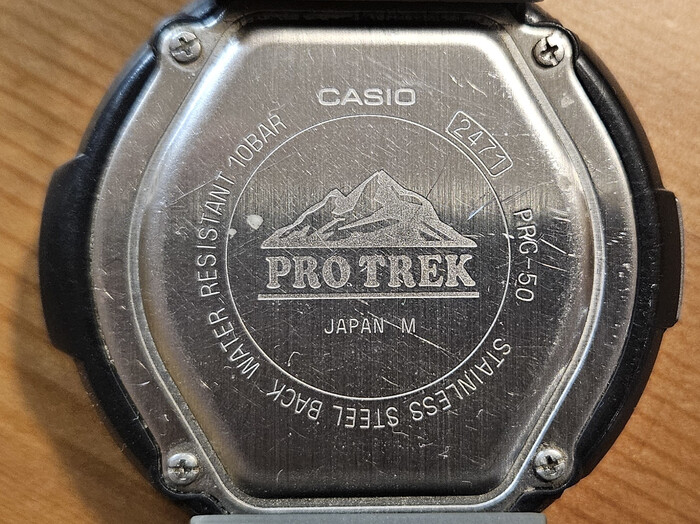 CASIO
2471
PRG-50
STAINLESS STEEL BACK WATER RESISTANT 10BAR
PRO TREK
JAPAN M